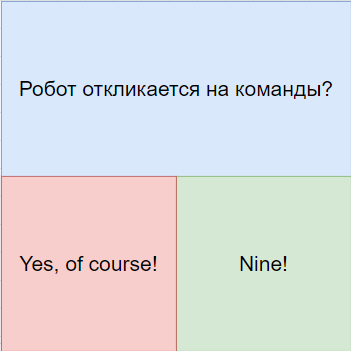 Робот откликается на команды?
Yes, of course!
Nine!